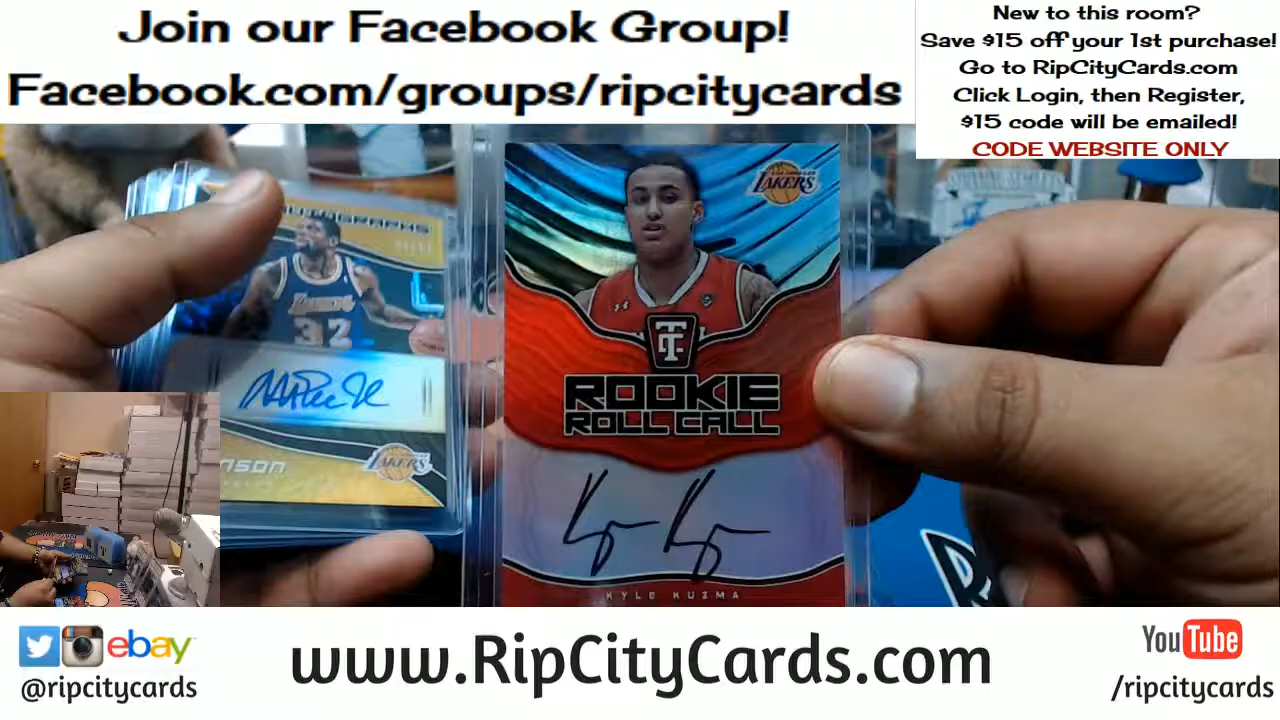 Join our Facebook Group!
Facebook.com/groups/ripcitycards
New to this room?
Save $15 off your 1st purchase!
Go to RipCityCards.com
Click Login, then Register,
$15 code will be emailed!
CODE WEBSITE ONLY
LAKERS
32
LAKERS
LAKERS
ROOKIE
ROLL CALL
KYLE KUZMA
ebay
@ripcitycards
www.RipCityCards.com
YouTube
/ripcitycards